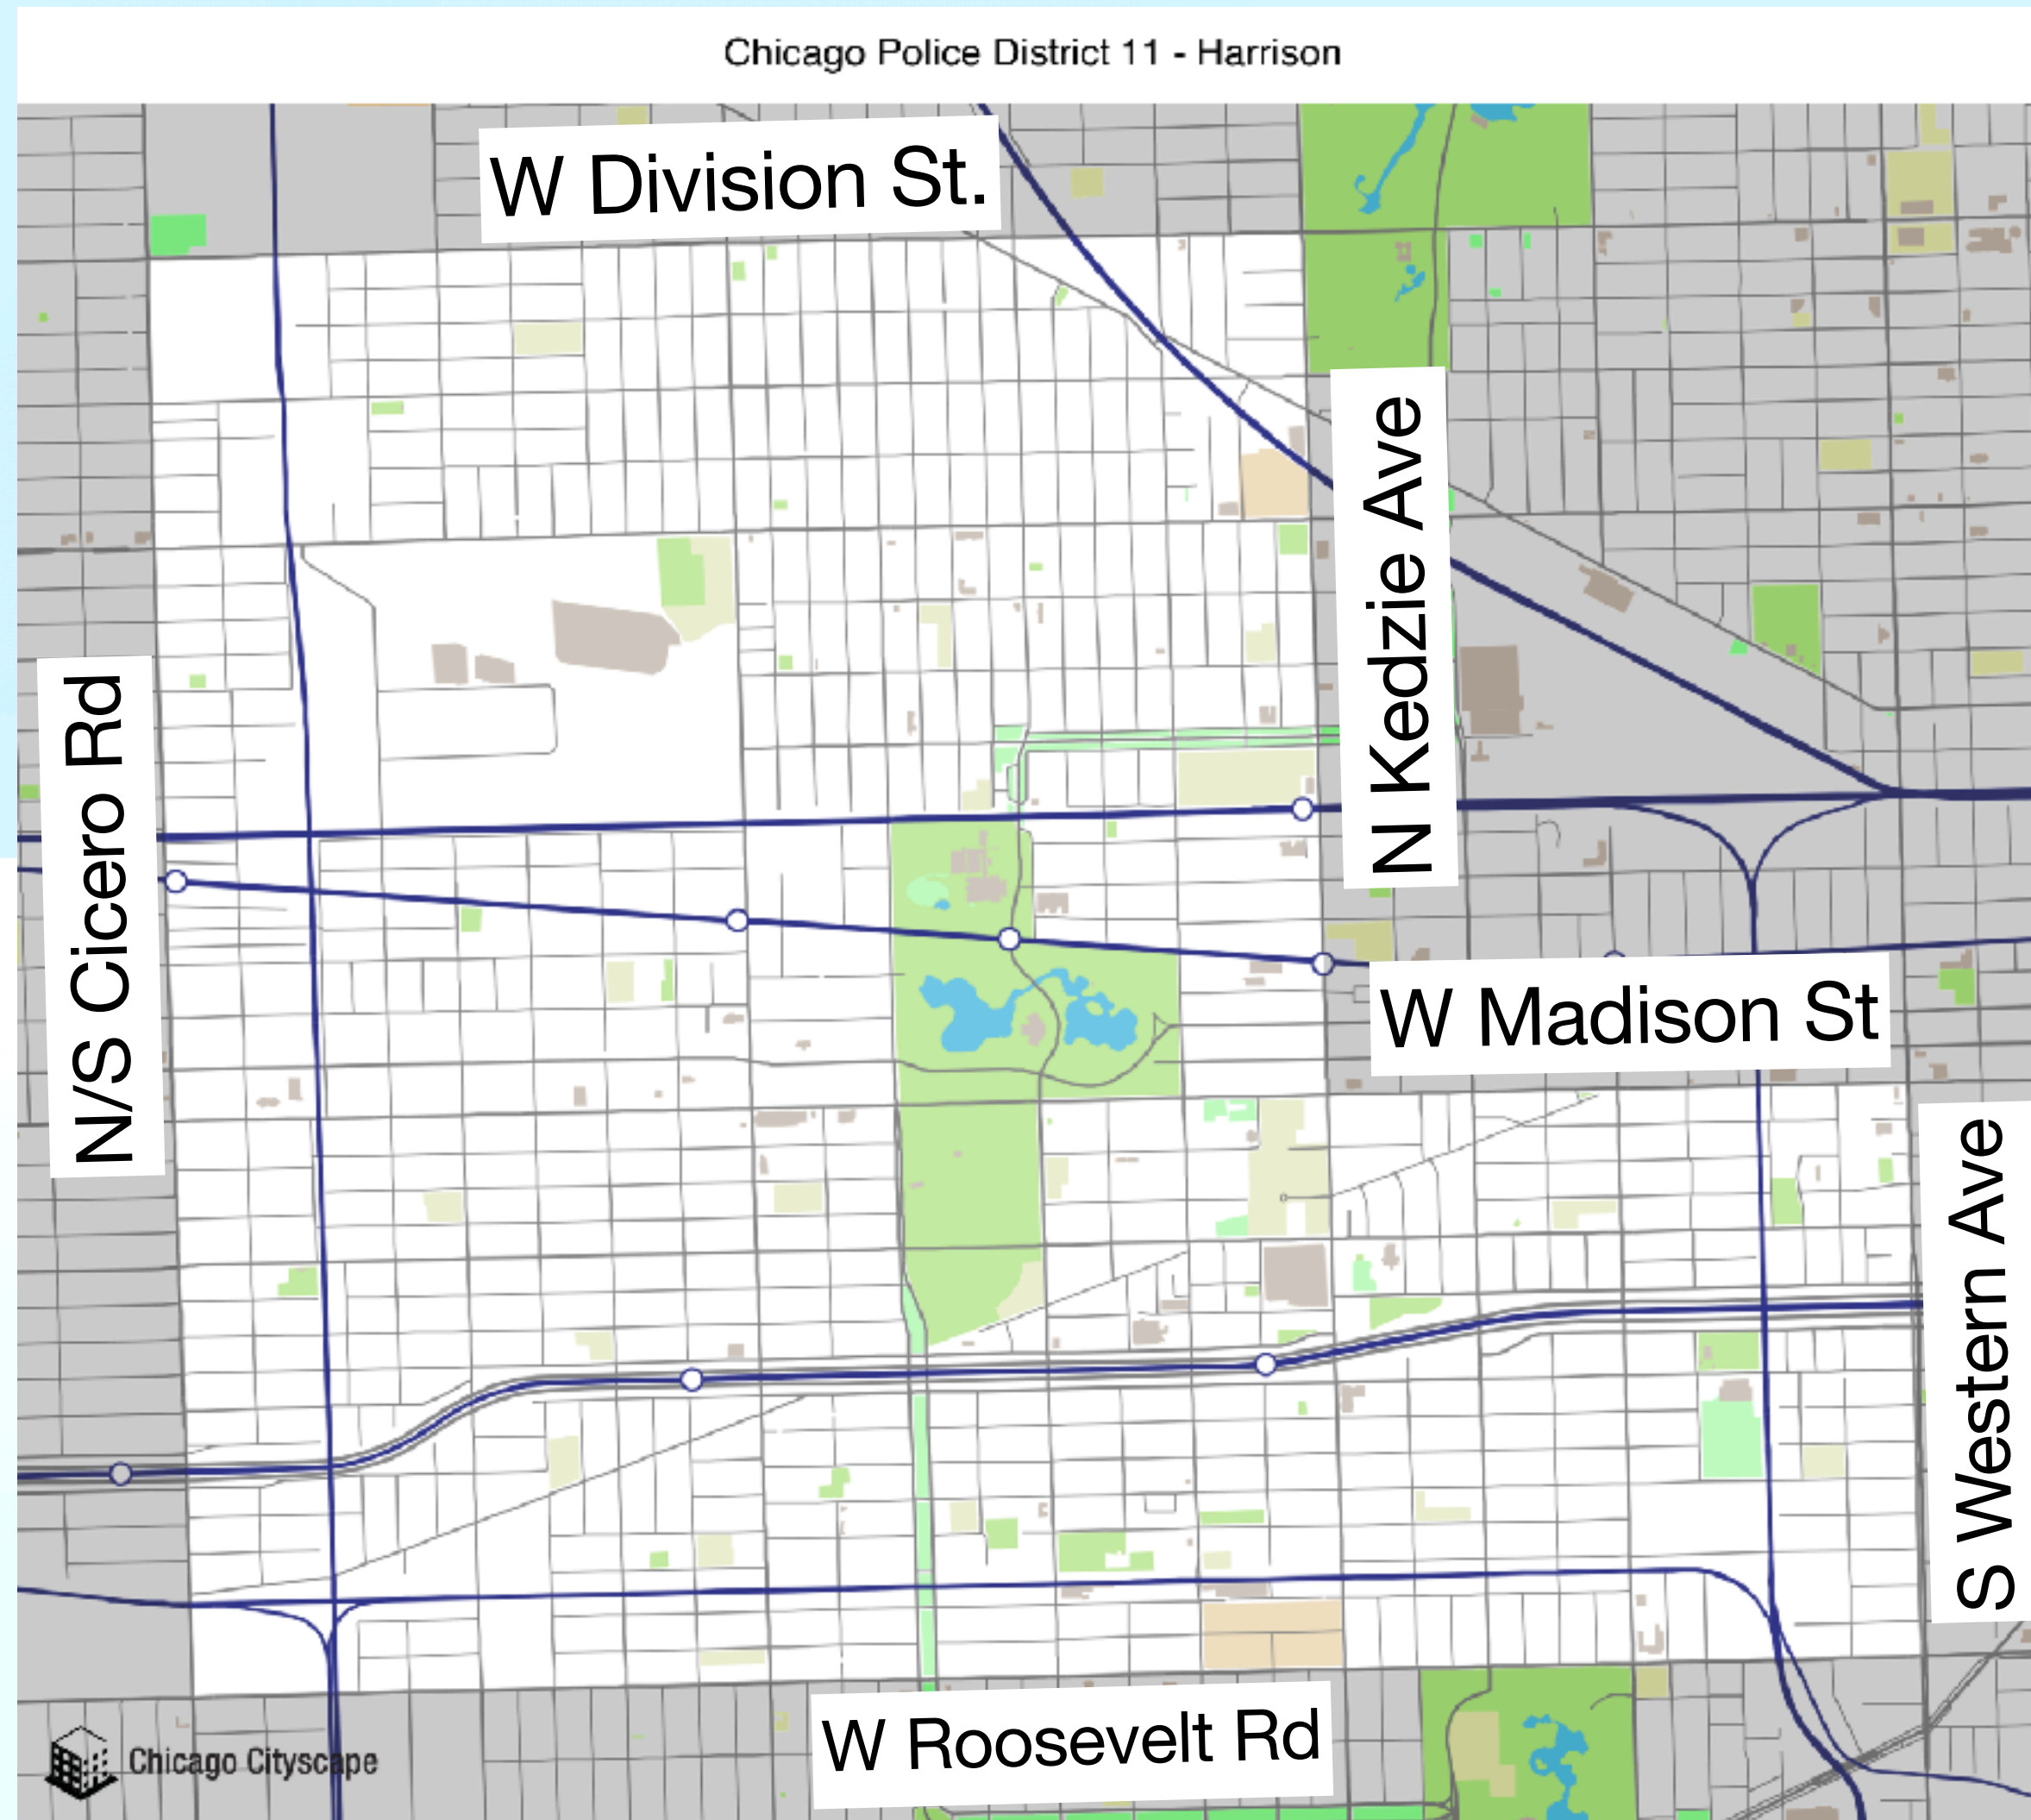 Chicago Police District 11 - Harrison
W Division St.
N Kedzie Ave
N/S Cicero Rd
W Madison St
S Western Ave
W Roosevelt Rd
Chicago Cityscape